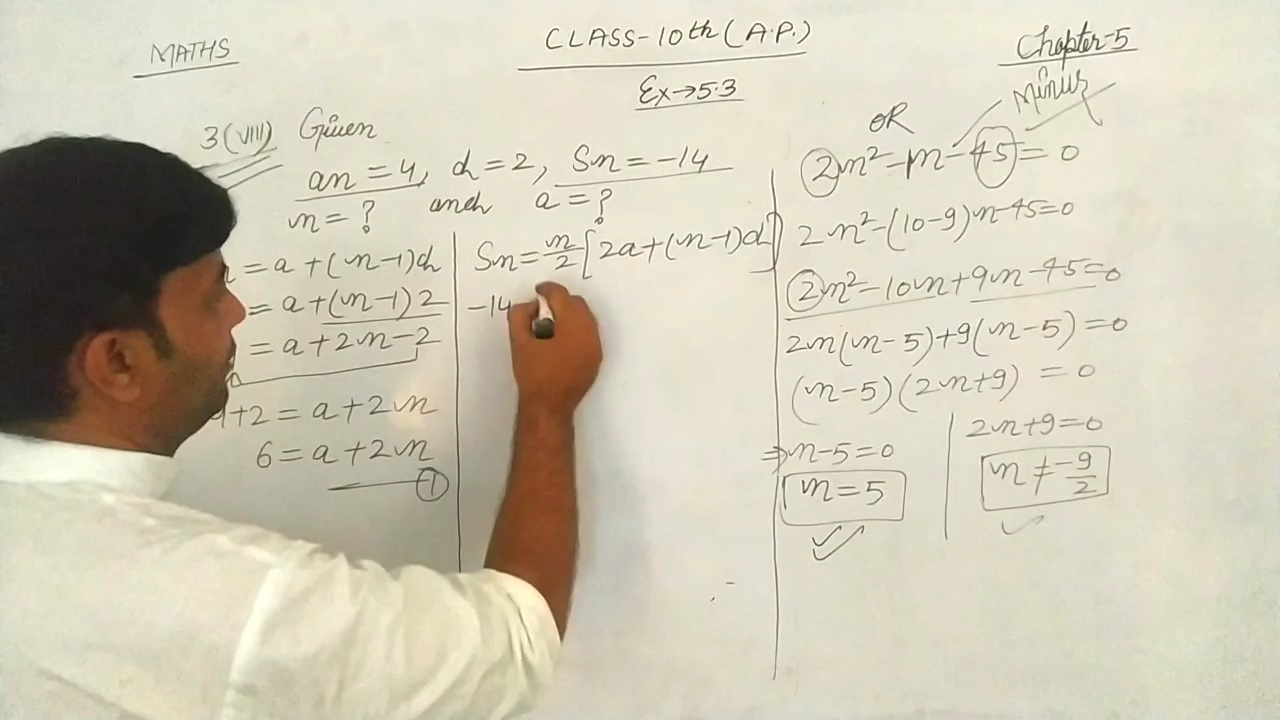 MATHS
CLASS-10th (A.P.)
Chapter-5
Ex→5.3
3(VIII) Given
an = 4, d = 2, Sn = -14
n = ? and a = ?
= a + (n-1)d
= a + (n-1) 2
= a + 2n - 2
+2 = a + 2n
6 = a + 2n
①
Sn = n/2 [2a + (n-1)d]
-14
OR
Minus
2n² - n - 45 = 0
2n² - (10-9)n - 45 = 0
2n² - 10n + 9n - 45 = 0
2n(n-5) + 9(n-5) = 0
(n-5) (2n+9) = 0
⇒ n-5 = 0
n = 5
2n+9 = 0
n ≠ -9/2